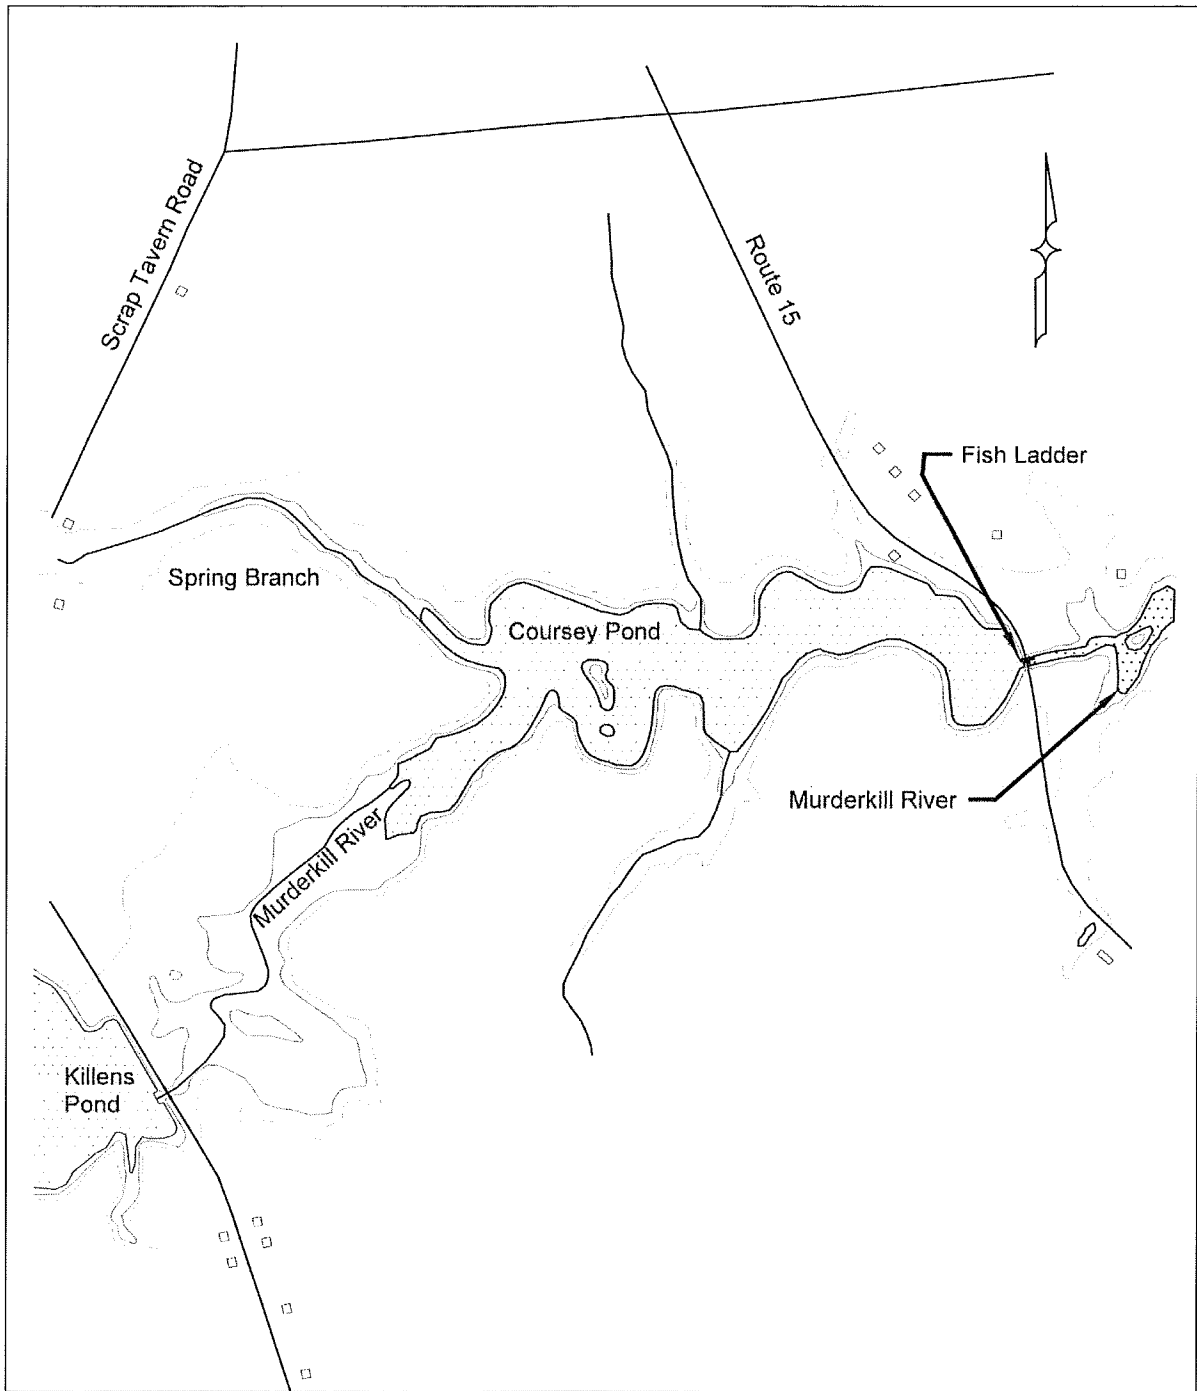 Scrap Tavern Road
Route 15
Fish Ladder
Spring Branch
Coursey Pond
Murderkill River
Murderkill River
Killens
Pond